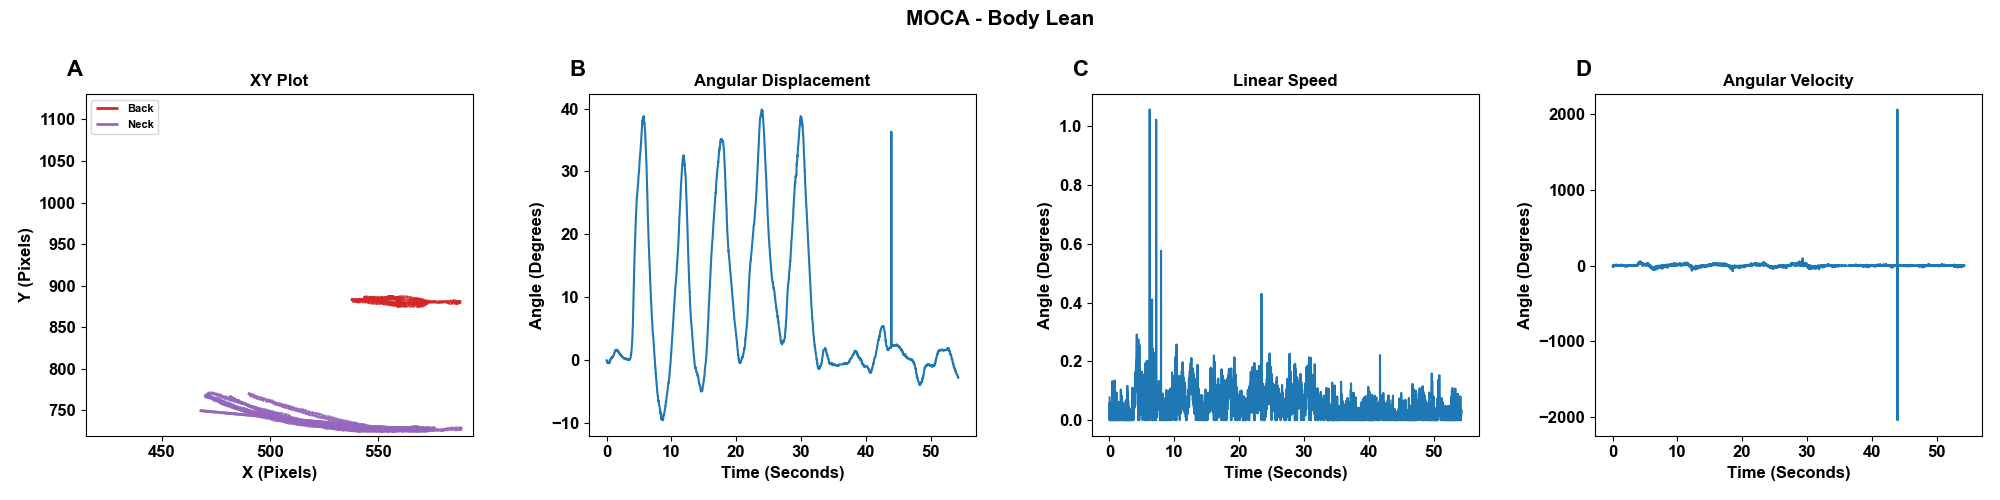 MOCA - Body Lean
A
XY Plot
Back
Neck
1100
1050
1000
950
900
850
800
750
450 500 550
Y (Pixels)
X (Pixels)
B
Angular Displacement
40
30
20
10
0
−10
0 10 20 30 40 50
Angle (Degrees)
Time (Seconds)
C
Linear Speed
1.0
0.8
0.6
0.4
0.2
0.0
0 10 20 30 40 50
Angle (Degrees)
Time (Seconds)
D
Angular Velocity
2000
1000
0
−1000
−2000
0 10 20 30 40 50
Angle (Degrees)
Time (Seconds)